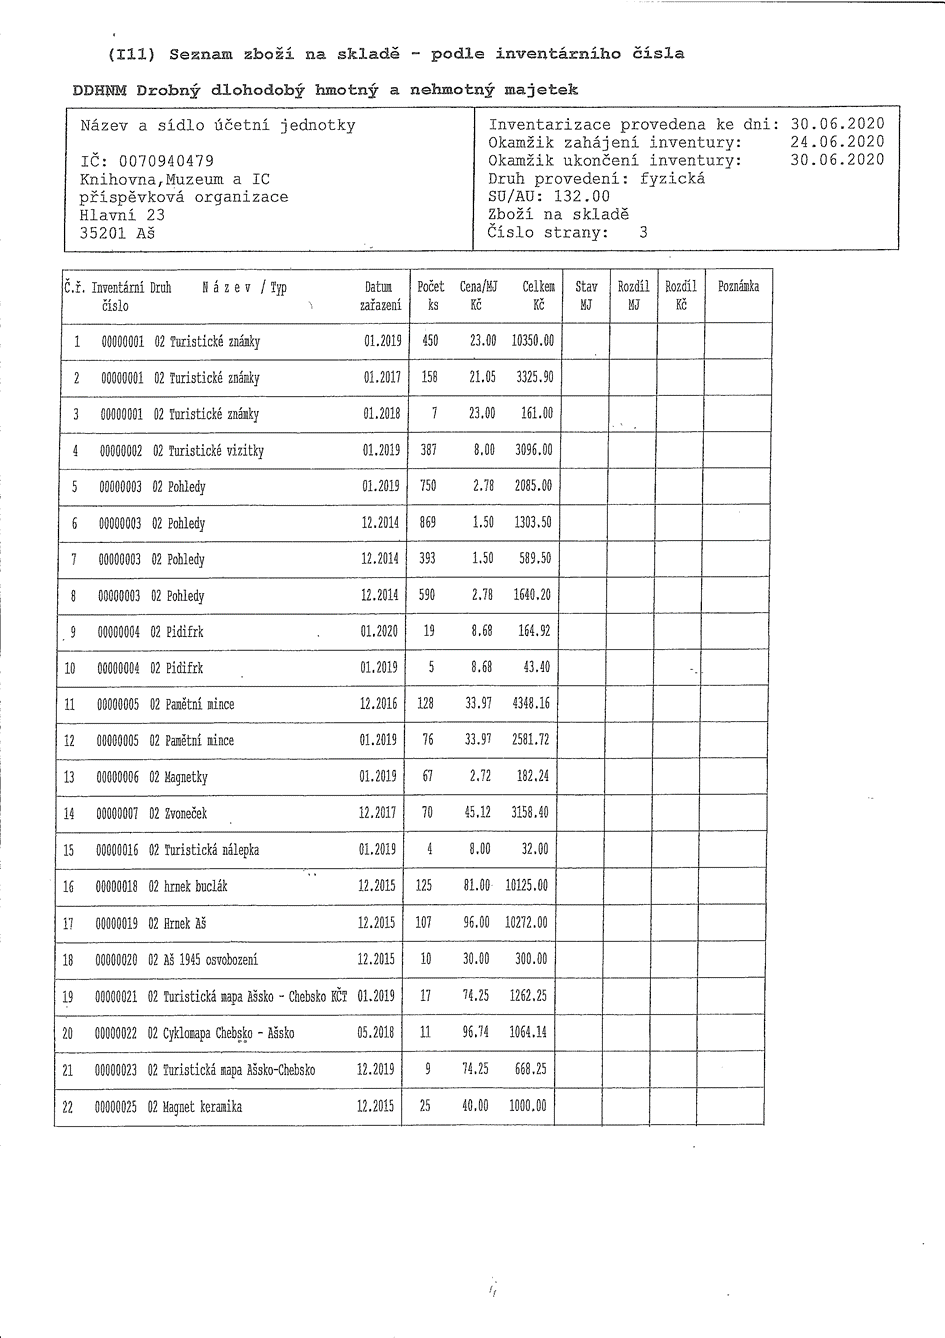 (I11) Seznam zboží na skladě - podle inventárního čísla
DDHNM Drobný dlohodobý hmotný a nehmotný majetek
Název a sídlo účetní jednotky
IČ: 0070940479
Knihovna,Muzeum a IC
příspěvková organizace
Hlavní 23
35201 Aš
Inventarizace provedena ke dni: 30.06.2020
Okamžik zahájení inventury: 24.06.2020
Okamžik ukončení inventury: 30.06.2020
Druh provedení: fyzická
SU/AU: 132.00
Zboží na skladě
Číslo strany: 3
Č.ř. Inventární Druh N á z e v / Typ Datum Počet Cena/MJ Celkem Stav Rozdíl Rozdíl Poznámka
číslo zařazení ks Kč Kč MJ MJ Kč
1 00000001 02 Turistické známky 01.2019 450 23.00 10350.00
2 00000001 02 Turistické známky 01.2017 158 21.05 3325.90
3 00000001 02 Turistické známky 01.2018 7 23.00 161.00
4 00000002 02 Turistické vizitky 01.2019 387 8.00 3096.00
5 00000003 02 Pohledy 01.2019 750 2.78 2085.00
6 00000003 02 Pohledy 12.2014 869 1.50 1303.50
7 00000003 02 Pohledy 12.2014 393 1.50 589.50
8 00000003 02 Pohledy 12.2014 590 2.78 1640.20
9 00000004 02 Pidifrk 01.2020 19 8.68 164.92
10 00000004 02 Pidifrk 01.2019 5 8.68 43.40
11 00000005 02 Pamětní mince 12.2016 128 33.97 4348.16
12 00000005 02 Pamětní mince 01.2019 76 33.97 2581.72
13 00000006 02 Magnetky 01.2019 67 2.72 182.24
14 00000007 02 Zvoneček 12.2017 70 45.12 3158.40
15 00000016 02 Turistická nálepka 01.2019 4 8.00 32.00
16 00000018 02 hrnek buclák 12.2015 125 81.00 10125.00
17 00000019 02 Hrnek Aš 12.2015 107 96.00 10272.00
18 00000020 02 Aš 1945 osvobození 12.2015 10 30.00 300.00
19 00000021 02 Turistická mapa Ašsko - Chebsko KČT 01.2019 17 74.25 1262.25
20 00000022 02 Cyklomapa Chebsko - Ašsko 05.2018 11 96.74 1064.14
21 00000023 02 Turistická mapa Ašsko-Chebsko 12.2019 9 74.25 668.25
22 00000025 02 Magnet keramika 12.2015 25 40.00 1000.00